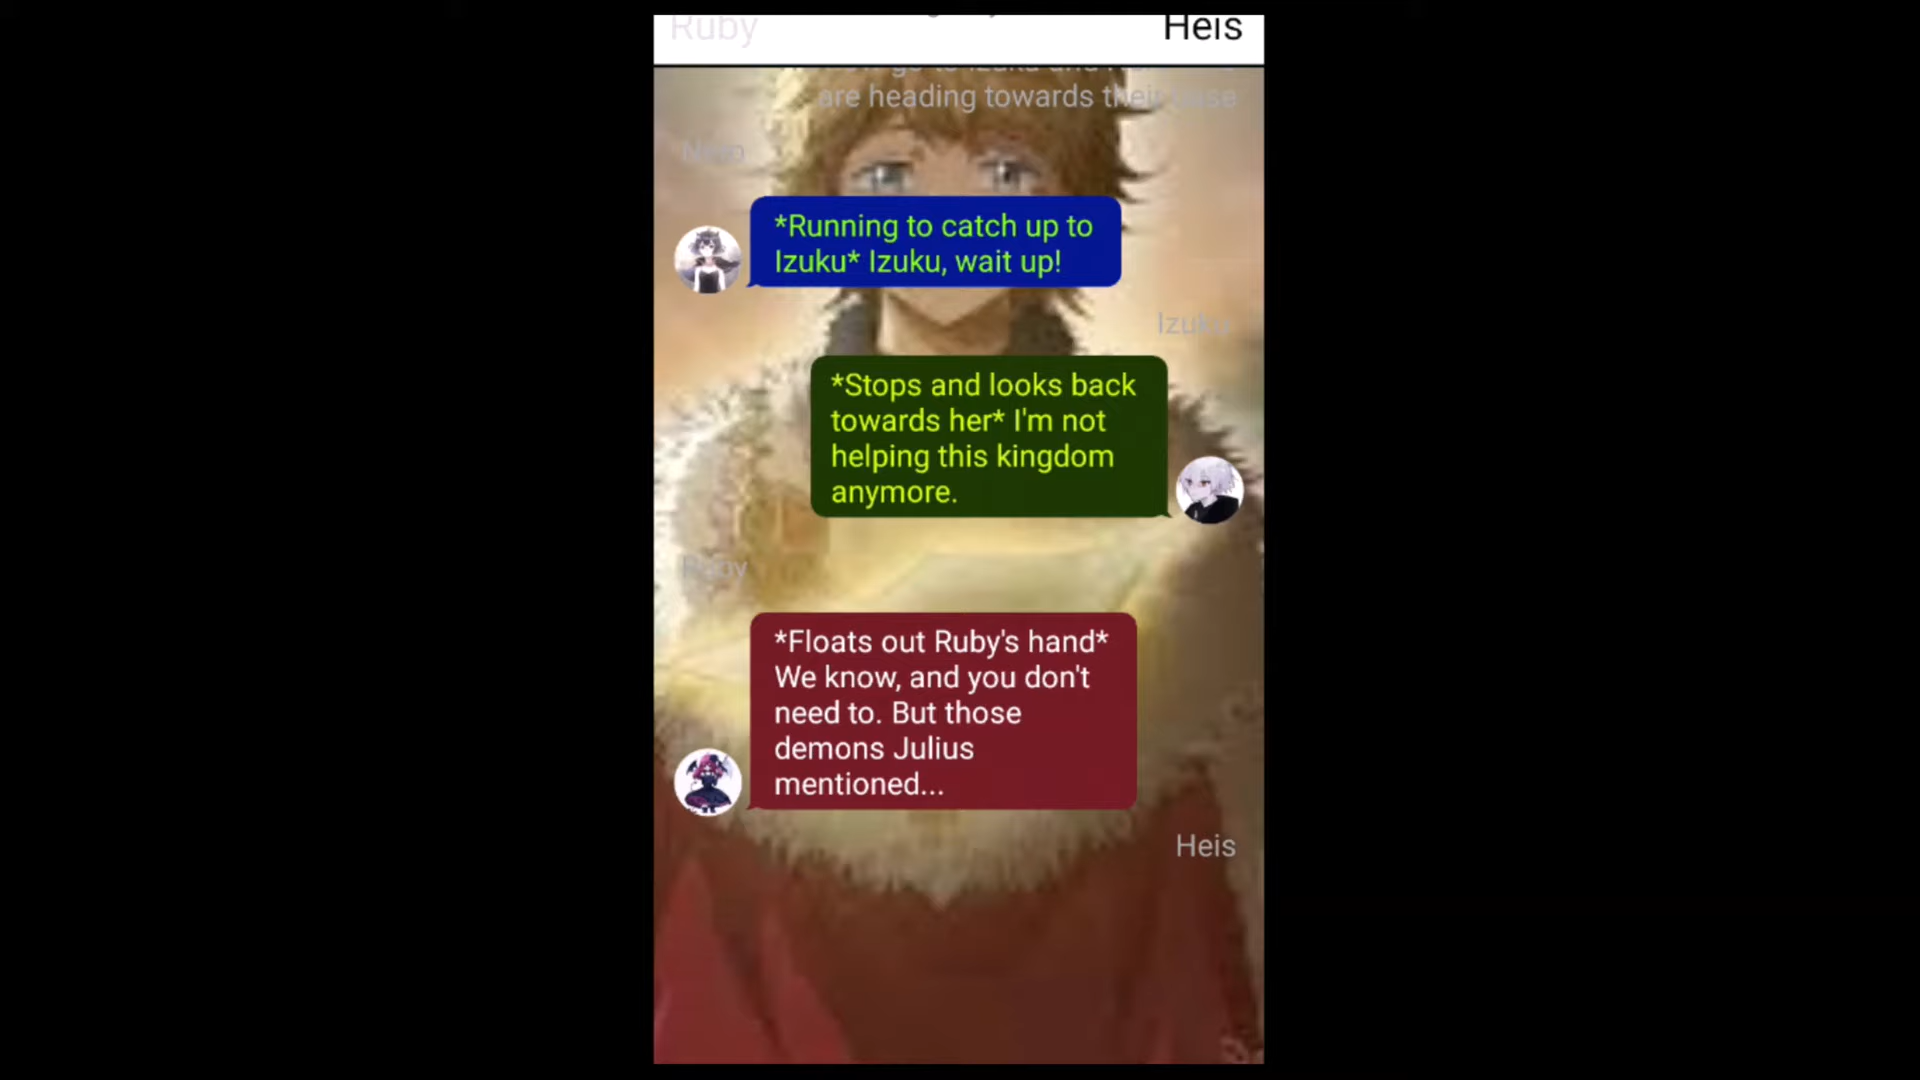 Ruby Heis
are heading towards their base
*Running to catch up to
Izuku* Izuku, wait up!
Izuku
*Stops and looks back
towards her* I'm not
helping this kingdom
anymore.
Ruby
*Floats out Ruby's hand*
We know, and you don't
need to. But those
demons Julius
mentioned...
Heis